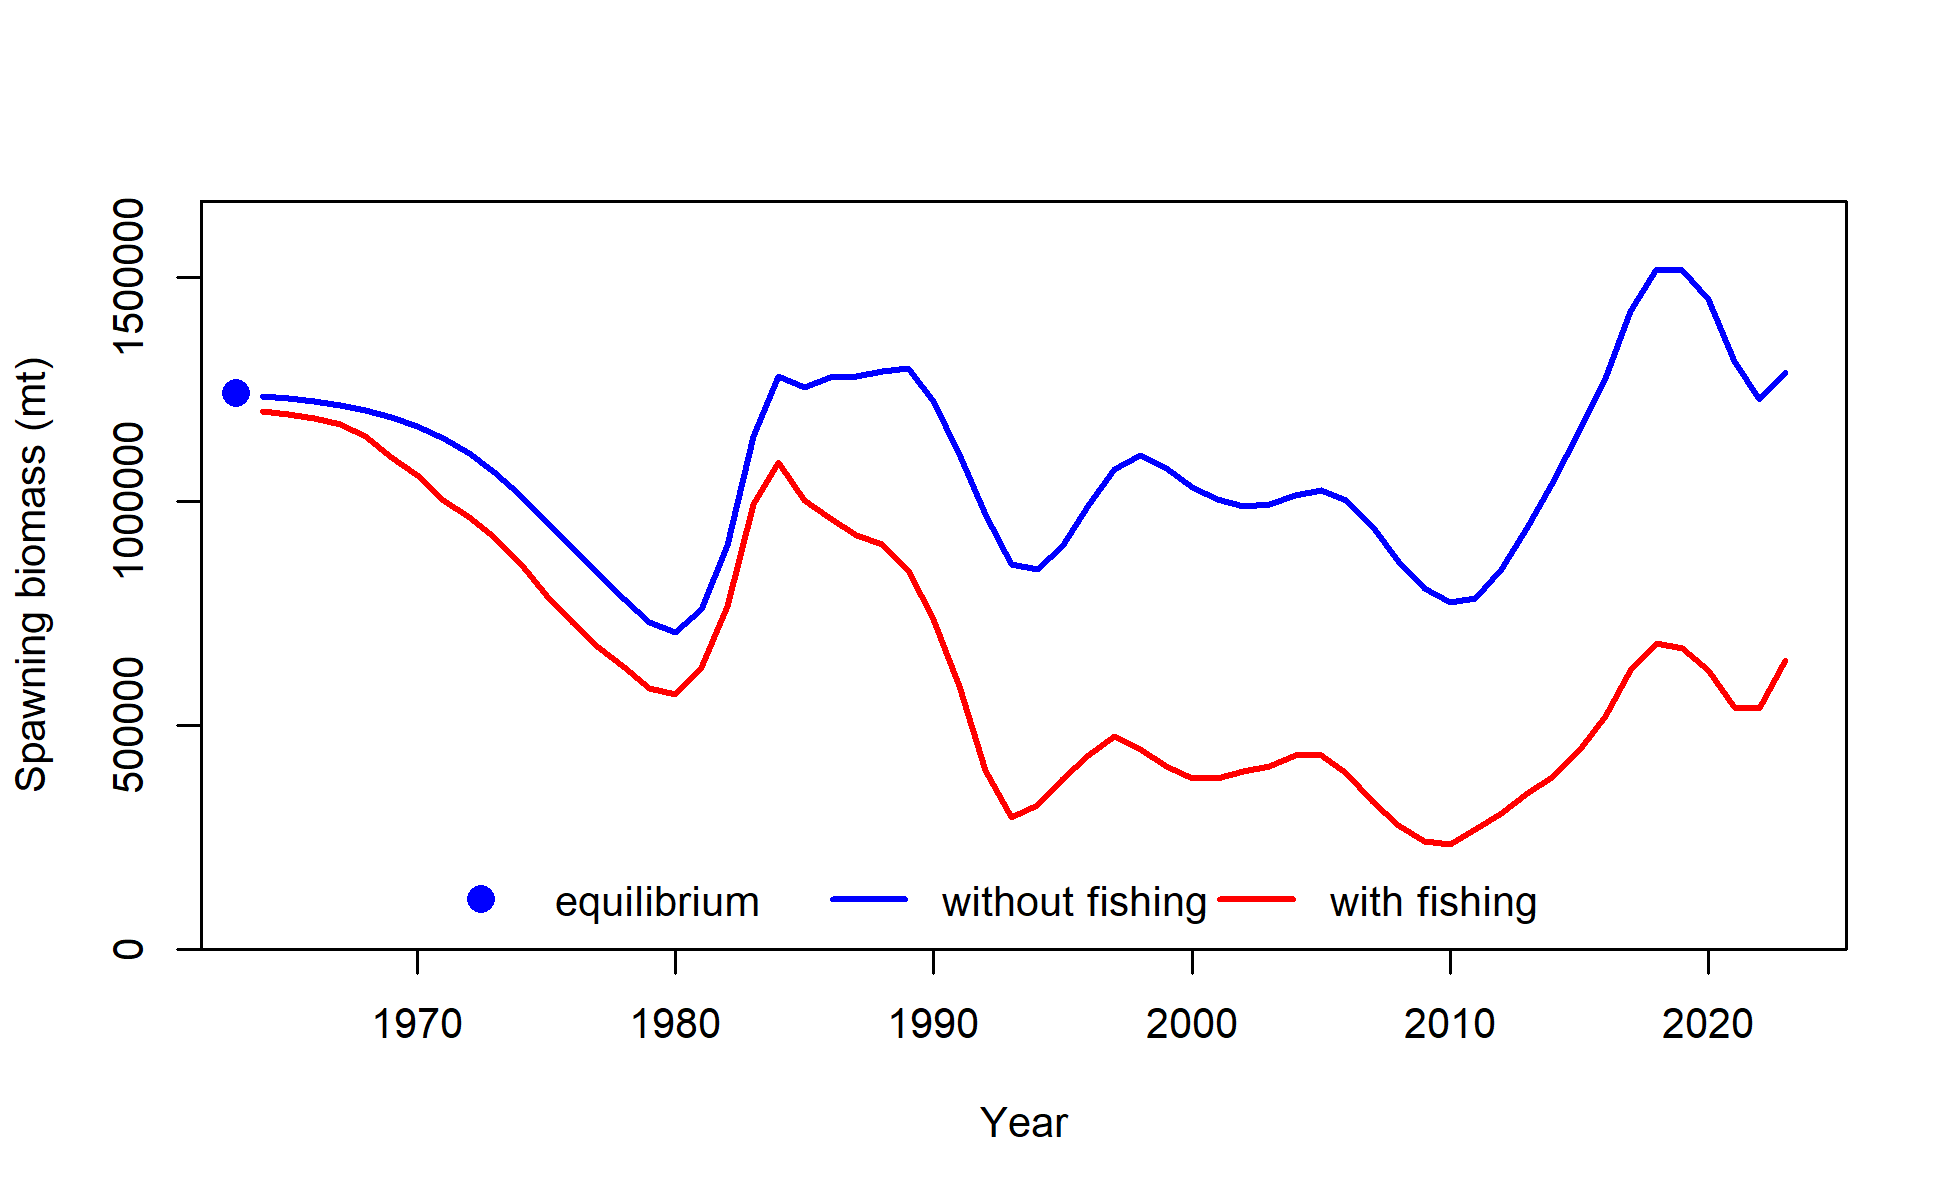 Spawning biomass (mt)
1500000
1000000
500000
0
equilibrium without fishing with fishing
1970 1980 1990 2000 2010 2020
Year